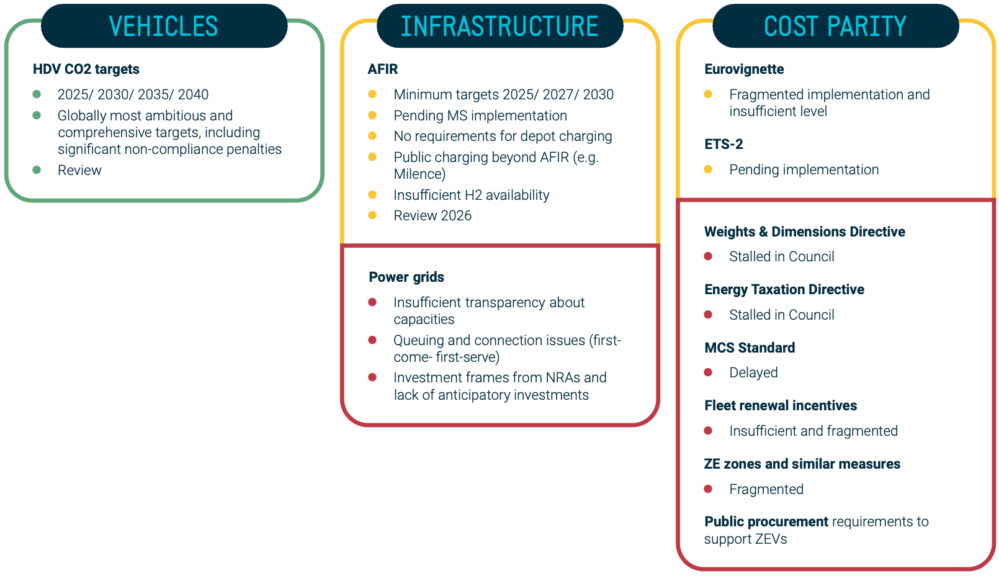 VEHICLES
HDV CO2 targets
2025/ 2030/ 2035/ 2040
Globally most ambitious and
comprehensive targets, including
significant non-compliance penalties
Review
INFRASTRUCTURE
AFIR
Minimum targets 2025/ 2027/ 2030
Pending MS implementation
No requirements for depot charging
Public charging beyond AFIR (e.g.
Milence)
Insufficient H2 availability
Review 2026
Power grids
Insufficient transparency about
capacities
Queuing and connection issues (first-
come- first-serve)
Investment frames from NRAs and
lack of anticipatory investments
COST PARITY
Eurovignette
Fragmented implementation and
insufficient level
ETS-2
Pending implementation
Weights & Dimensions Directive
Stalled in Council
Energy Taxation Directive
Stalled in Council
MCS Standard
Delayed
Fleet renewal incentives
Insufficient and fragmented
ZE zones and similar measures
Fragmented
Public procurement requirements to
support ZEVs